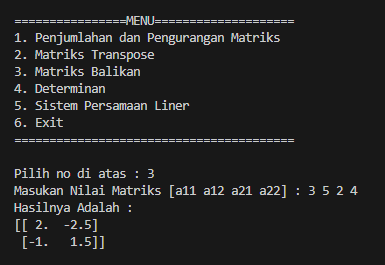 ================MENU====================
1. Penjumlahan dan Pengurangan Matriks
2. Matriks Transpose
3. Matriks Balikan
4. Determinan
5. Sistem Persamaan Liner
6. Exit
========================================
Pilih no di atas : 3
Masukan Nilai Matriks [a11 a12 a21 a22] : 3 5 2 4
Hasilnya Adalah :
[[ 2.  -2.5]
 [-1.   1.5]]